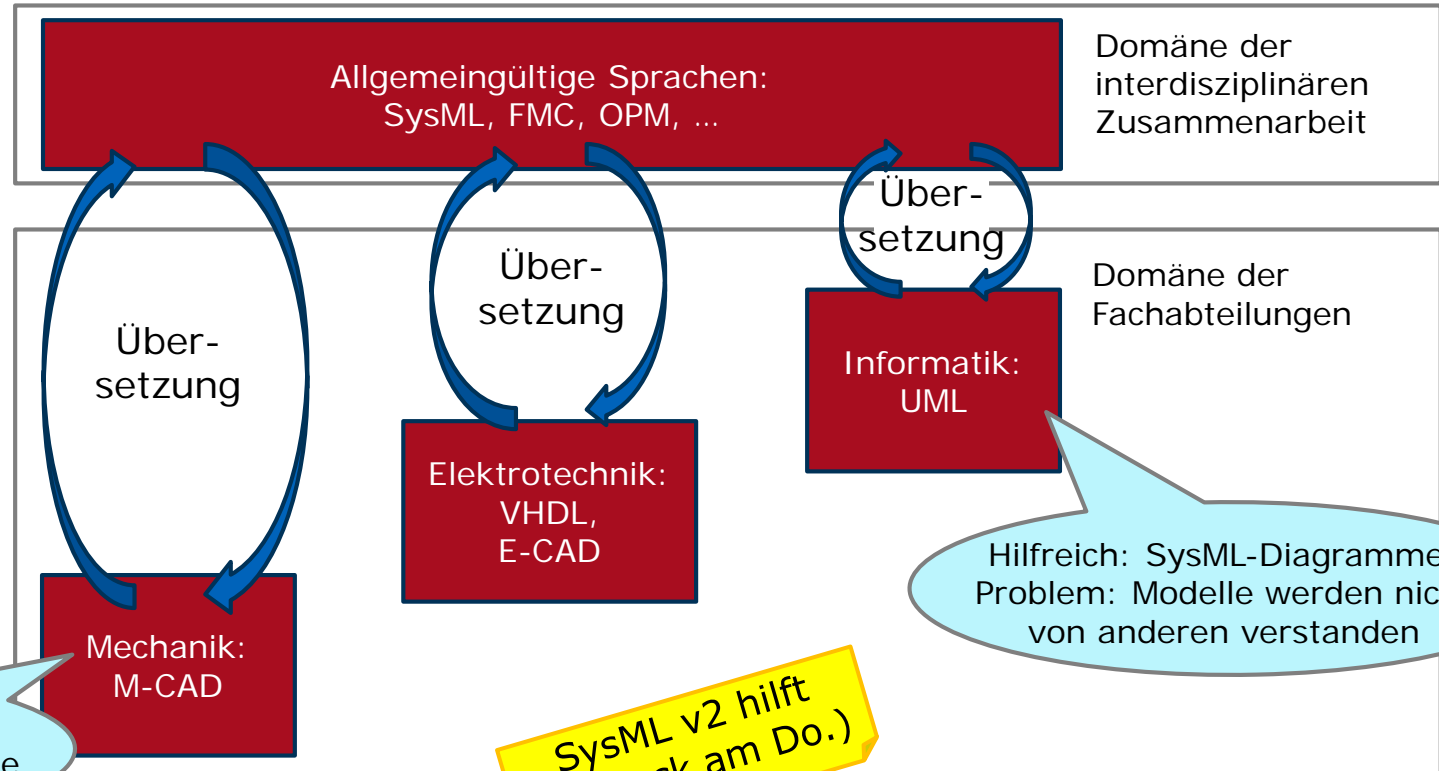 Allgemeingültige Sprachen:
SysML, FMC, OPM, ...
Domäne der
interdisziplinären
Zusammenarbeit
Über-
setzung
Über-
setzung
Über-
setzung
Domäne der
Fachabteilungen
Informatik:
UML
Elektrotechnik:
VHDL,
E-CAD
Mechanik:
M-CAD
Hilfreich: SysML-Diagramme
Problem: Modelle werden
von anderen verstanden
SysML v2 hilft
am Do.)